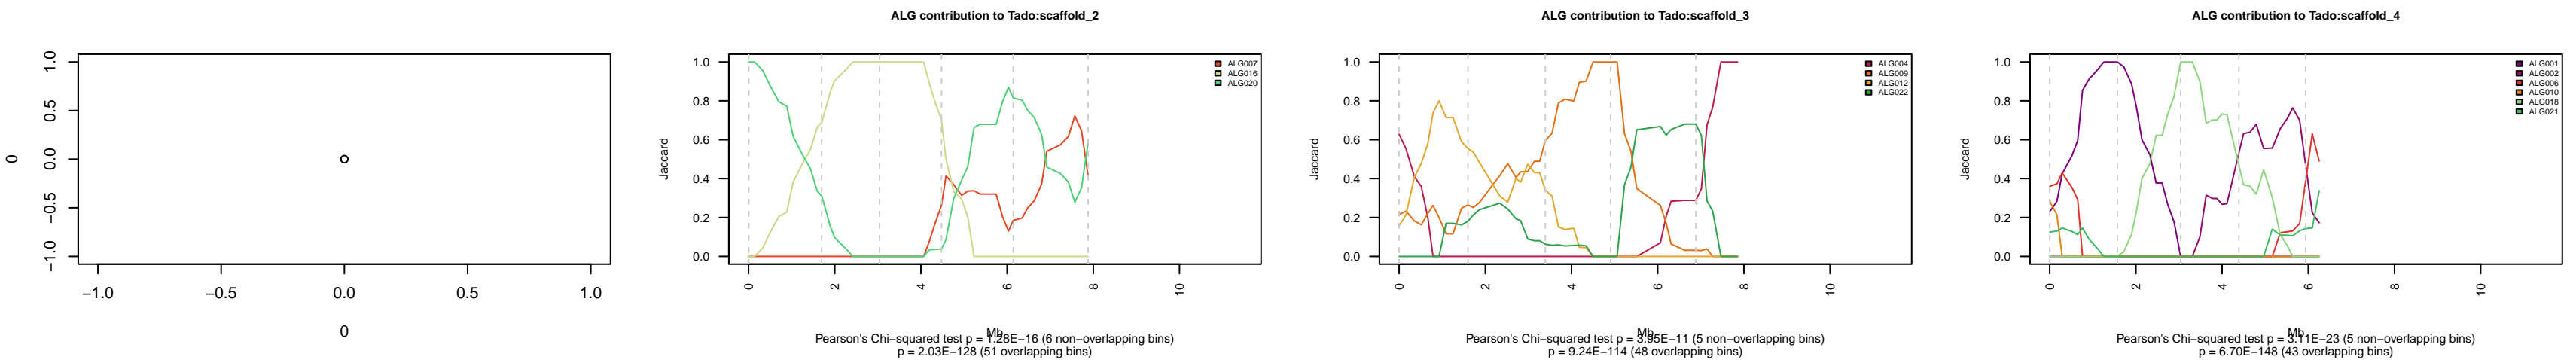 1.0
0.5
0.0
−0.5
−1.0
0
−1.0
−0.5
0.0
0.5
1.0
0
ALG contribution to Tado:scaffold_2
1.0
0.8
0.6
0.4
0.2
0.0
Jaccard
ALG007
ALG016
ALG020
0
2
4
6
8
10
Mb
Pearson's Chi−squared test p = 1.28E−16 (6 non−overlapping bins)
p = 2.03E−128 (51 overlapping bins)
ALG contribution to Tado:scaffold_3
1.0
0.8
0.6
0.4
0.2
0.0
Jaccard
ALG004
ALG009
ALG012
ALG022
0
2
4
6
8
10
Mb
Pearson's Chi−squared test p = 3.95E−11 (5 non−overlapping bins)
p = 9.24E−114 (48 overlapping bins)
ALG contribution to Tado:scaffold_4
1.0
0.8
0.6
0.4
0.2
0.0
Jaccard
ALG001
ALG002
ALG006
ALG010
ALG018
ALG021
0
2
4
6
8
10
Mb
Pearson's Chi−squared test p = 3.11E−23 (5 non−overlapping bins)
p = 6.70E−148 (43 overlapping bins)